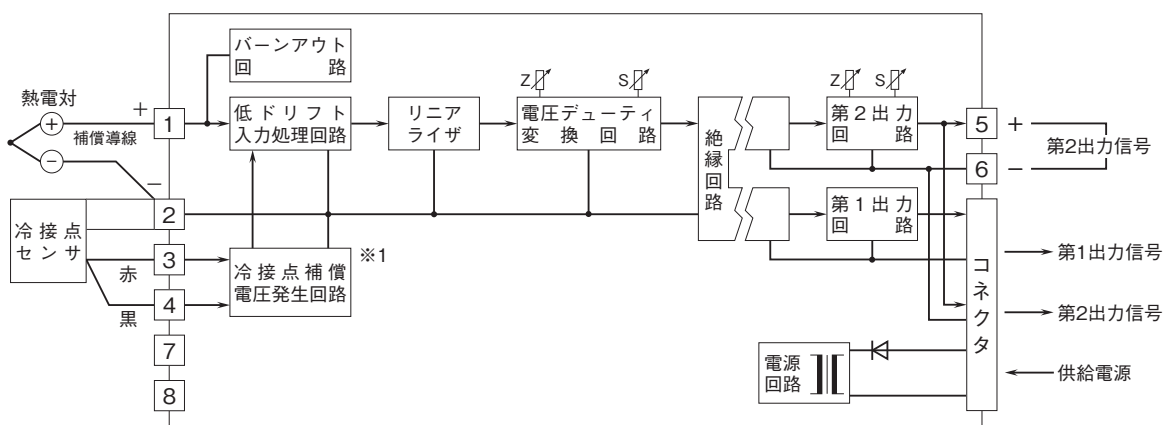 バーンアウト
回路
熱電対
+
+
−
補償導線
−
1
2
3
4
7
8
低ドリフト
入力処理回路
リニア
ライザ
Z
S
電圧デューティ
変換回路
絶縁回路
Z
S
第2出力
回路
第1出力
回路
5
+
6
−
第2出力信号
冷接点
センサ
赤
黒
冷接点補償
電圧発生回路
※1
コネクタ
第1出力信号
第2出力信号
供給電源
電源
回路